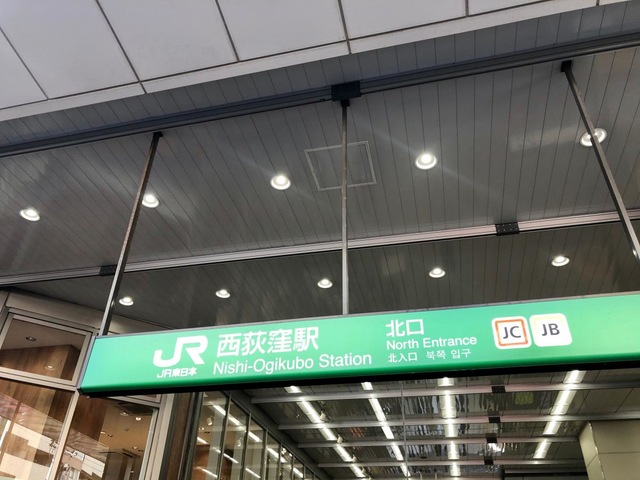 JR
JR東日本
西荻窪駅
Nishi-Ogikubo Station
北口
North Entrance
北入口 북쪽 입구
JC
JB